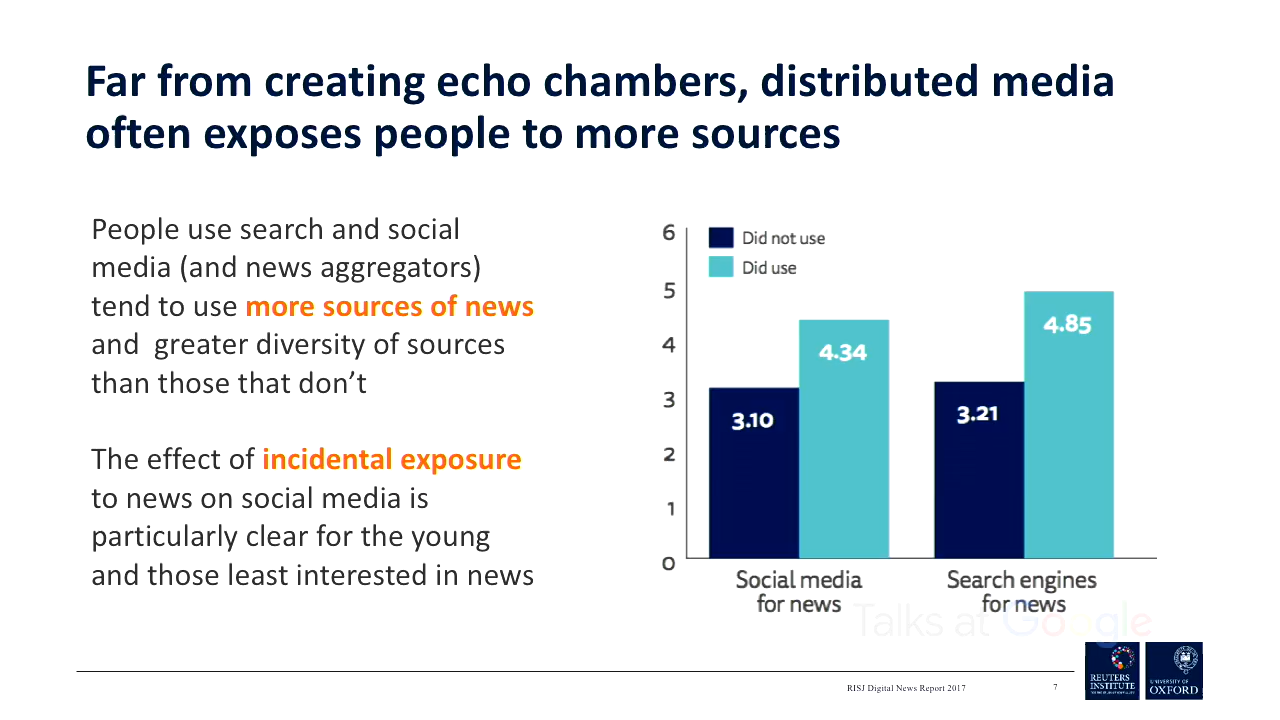 Far from creating echo chambers, distributed media
often exposes people to more sources
People use search and social
media (and news aggregators)
tend to use more sources of news
and  greater diversity of sources
than those that don’t
The effect of incidental exposure
to news on social media is
particularly clear for the young
and those least interested in news
6
5
4
3
2
1
0
Did not use
Did use
3.10
4.34
3.21
4.85
Social media
for news
Search engines
for news
Talks at Google
RISJ Digital News Report 2017
7
REUTERS
INSTITUTE
UNIVERSITY OF
OXFORD